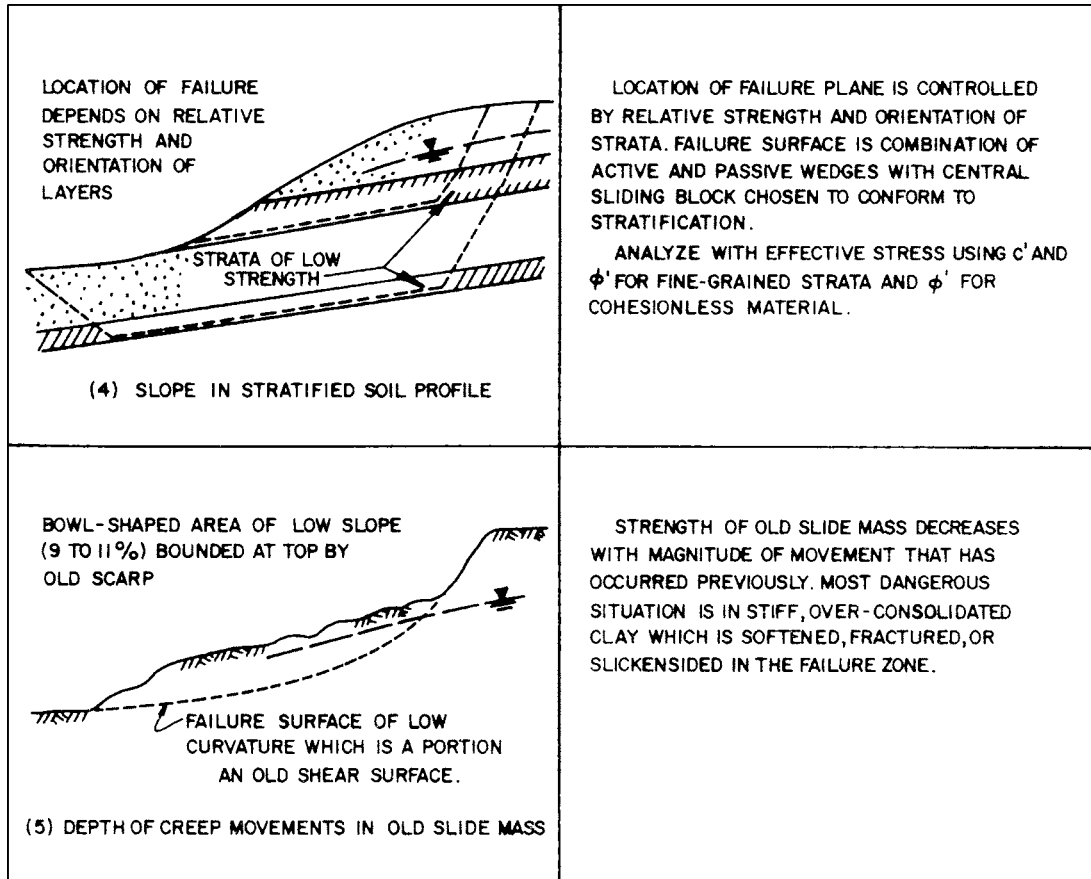 LOCATION OF FAILURE
DEPENDS ON RELATIVE
STRENGTH AND
ORIENTATION OF
LAYERS
STRATA OF LOW
STRENGTH
(4) SLOPE IN STRATIFIED SOIL PROFILE
LOCATION OF FAILURE PLANE IS CONTROLLED
BY RELATIVE STRENGTH AND ORIENTATION OF
STRATA. FAILURE SURFACE IS COMBINATION OF
ACTIVE AND PASSIVE WEDGES WITH CENTRAL
SLIDING BLOCK CHOSEN TO CONFORM TO
STRATIFICATION.
ANALYZE WITH EFFECTIVE STRESS USING C' AND
φ' FOR FINE-GRAINED STRATA AND φ' FOR
COHESIONLESS MATERIAL.
BOWL-SHAPED AREA OF LOW SLOPE
(9 TO 11%) BOUNDED AT TOP BY
OLD SCARP
FAILURE SURFACE OF LOW
CURVATURE WHICH IS A PORTION
AN OLD SHEAR SURFACE.
(5) DEPTH OF CREEP MOVEMENTS IN OLD SLIDE MASS
STRENGTH OF OLD SLIDE MASS DECREASES
WITH MAGNITUDE OF MOVEMENT THAT HAS
OCCURRED PREVIOUSLY. MOST DANGEROUS
SITUATION IS IN STIFF, OVER-CONSOLIDATED
CLAY WHICH IS SOFTENED, FRACTURED, OR
SLICKENSIDED IN THE FAILURE ZONE.